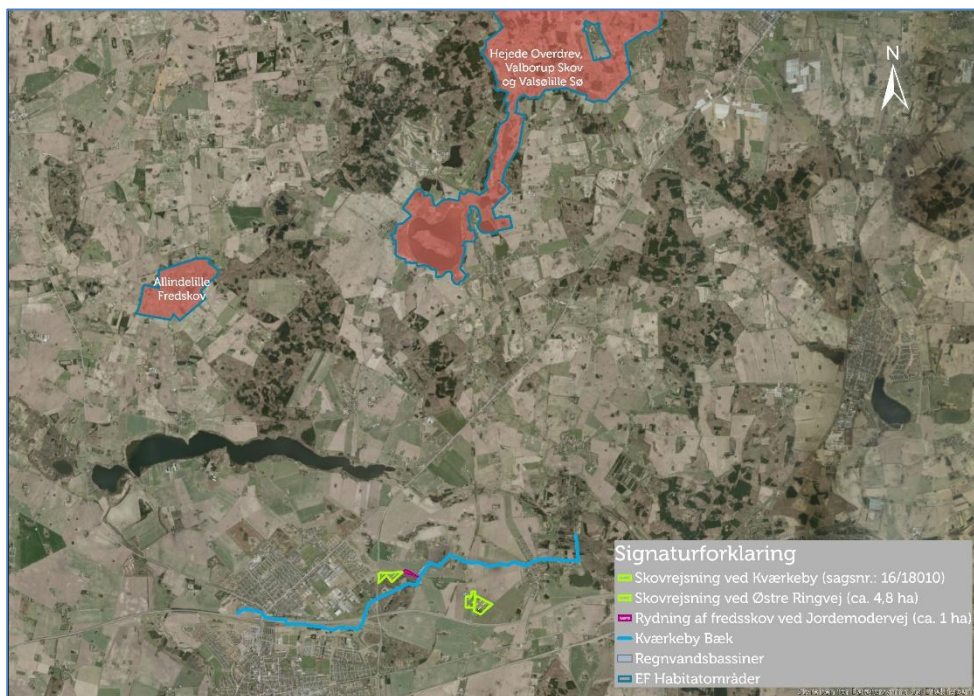 Hejede Overdrev,
Valborup Skov
og Valsølille Sø
N
Allindelille
Fredskov
Signaturforklaring
Skovrejsning ved Kværkeby (sagsnr.: 16/18010)
Skovrejsning ved Østre Ringvej (ca. 4,8 ha)
Rydning af fredsskov ved Jordemodervej (ca. 1 ha)
Kværkeby Bæk
Regnvandsbassiner
EF Habitatområder